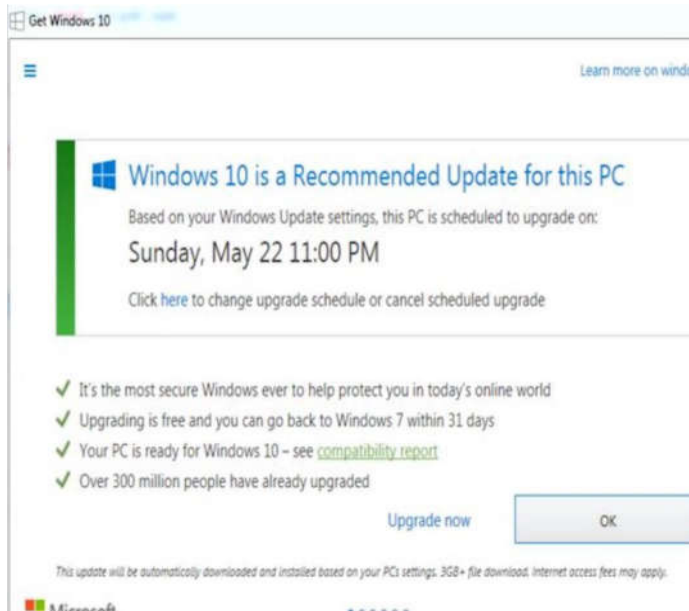 Get Windows 10
Learn more on
Windows 10 is a Recommended Update for this PC
Based on your Windows Update settings, this PC is scheduled to upgrade on:
Sunday, May 22 11:00 PM
Click here to change upgrade schedule or cancel scheduled upgrade
It's the most secure Windows ever to help protect you in today's online world
Upgrading is free and you can go back to Windows 7 within 31 days
Your PC is ready for Windows 10 – see compatibility report
Over 300 million people have already upgraded
Upgrade now OK
This update will be automatically downloaded and installed based on your PCs settings. 3GB+ file download. Internet access fees may apply.
Microsoft